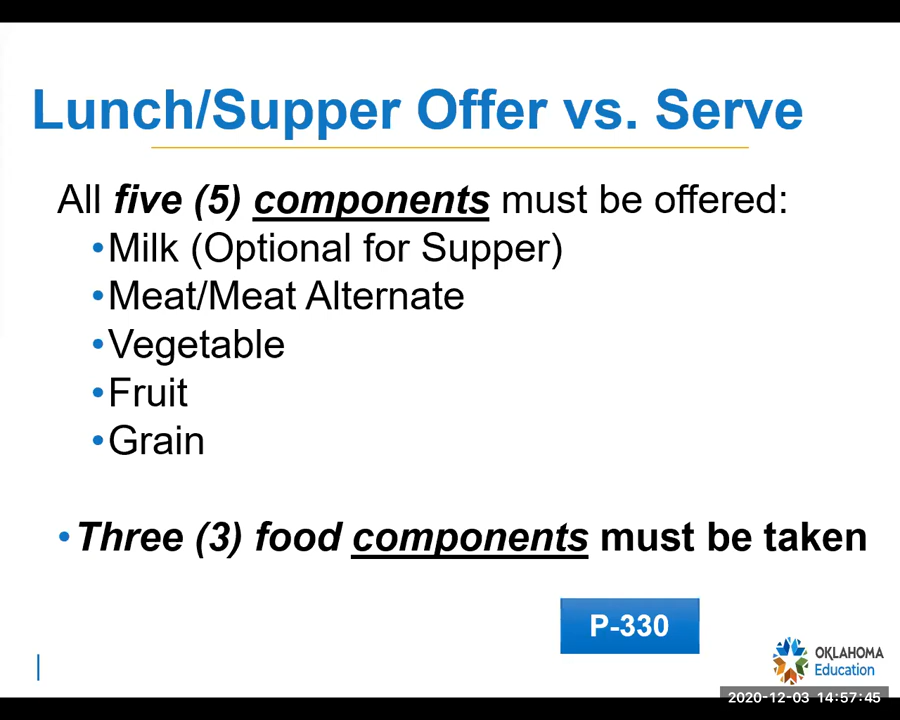 Lunch/Supper Offer vs. Serve
All five (5) components must be offered:
•Milk (Optional for Supper)
•Meat/Meat Alternate
•Vegetable
•Fruit
•Grain
•Three (3) food components must be taken
P-330
OKLAHOMA
Education
2020-12-03 14:57:45